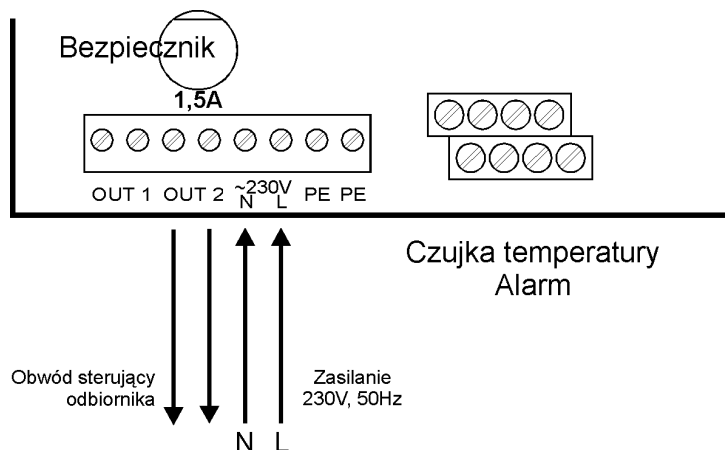 Bezpiecznik
1,5A
OUT 1 OUT 2 ~230V PE PE
N L
Czujka temperatury
Alarm
Obwód sterujący
odbiornika
Zasilanie
230V, 50Hz
N L